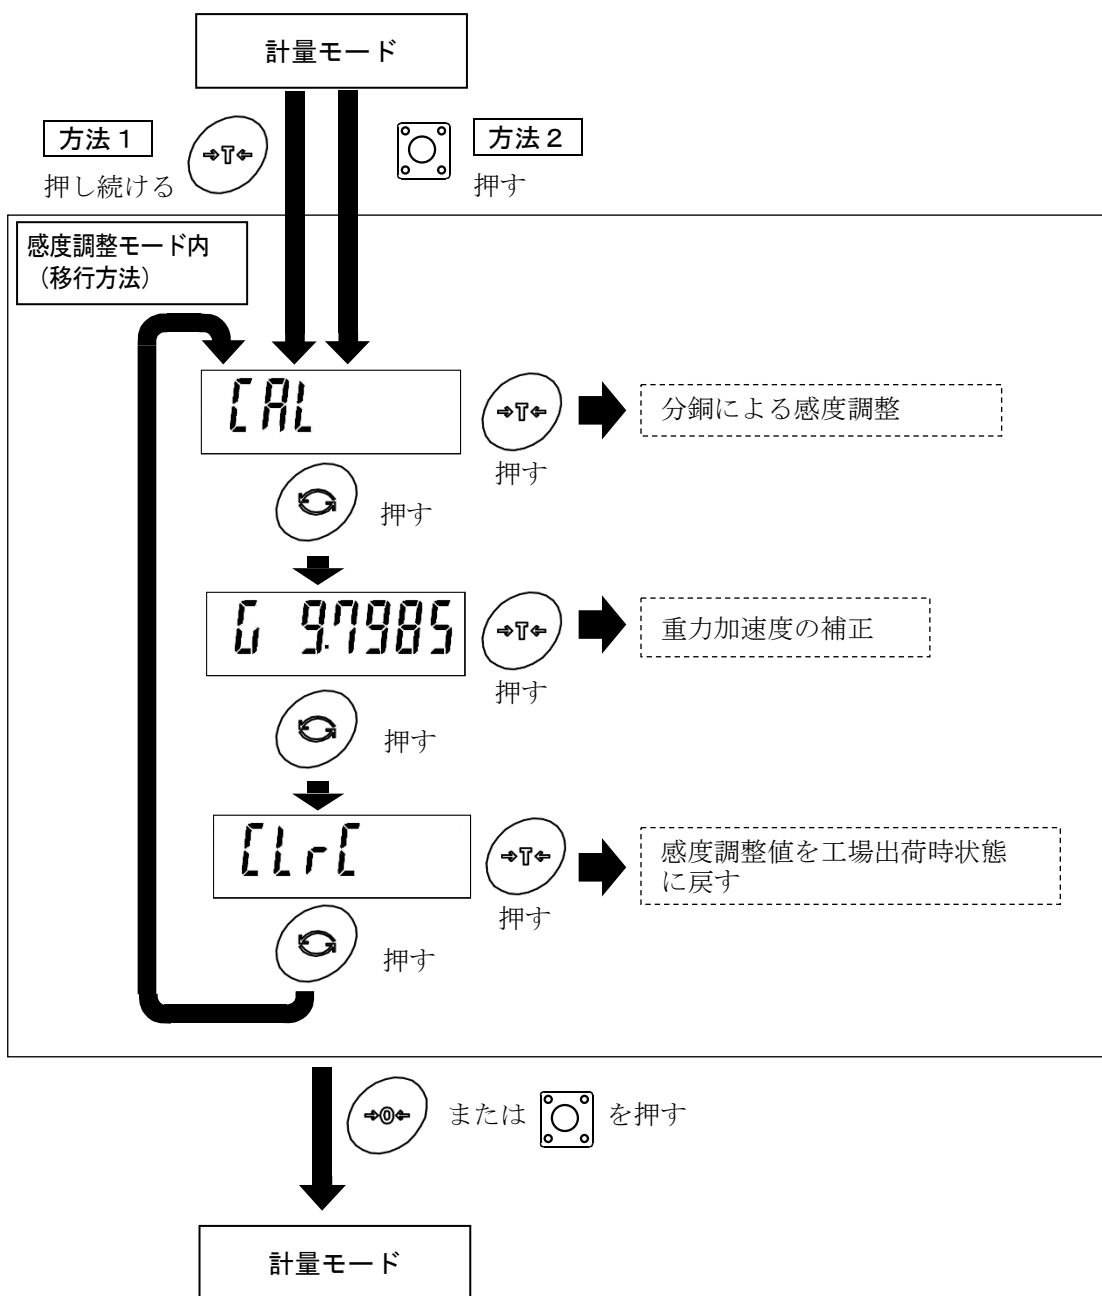 計量モード
方法1
押し続ける
→T←
方法2
押す
感度調整モード内
（移行方法）
CAL
→T←
押す
分銅による感度調整
押す
G 9.7985
→T←
押す
重力加速度の補正
押す
CLrC
→T←
押す
感度調整値を工場出荷時状態
に戻す
押す
→0← または を押す
計量モード